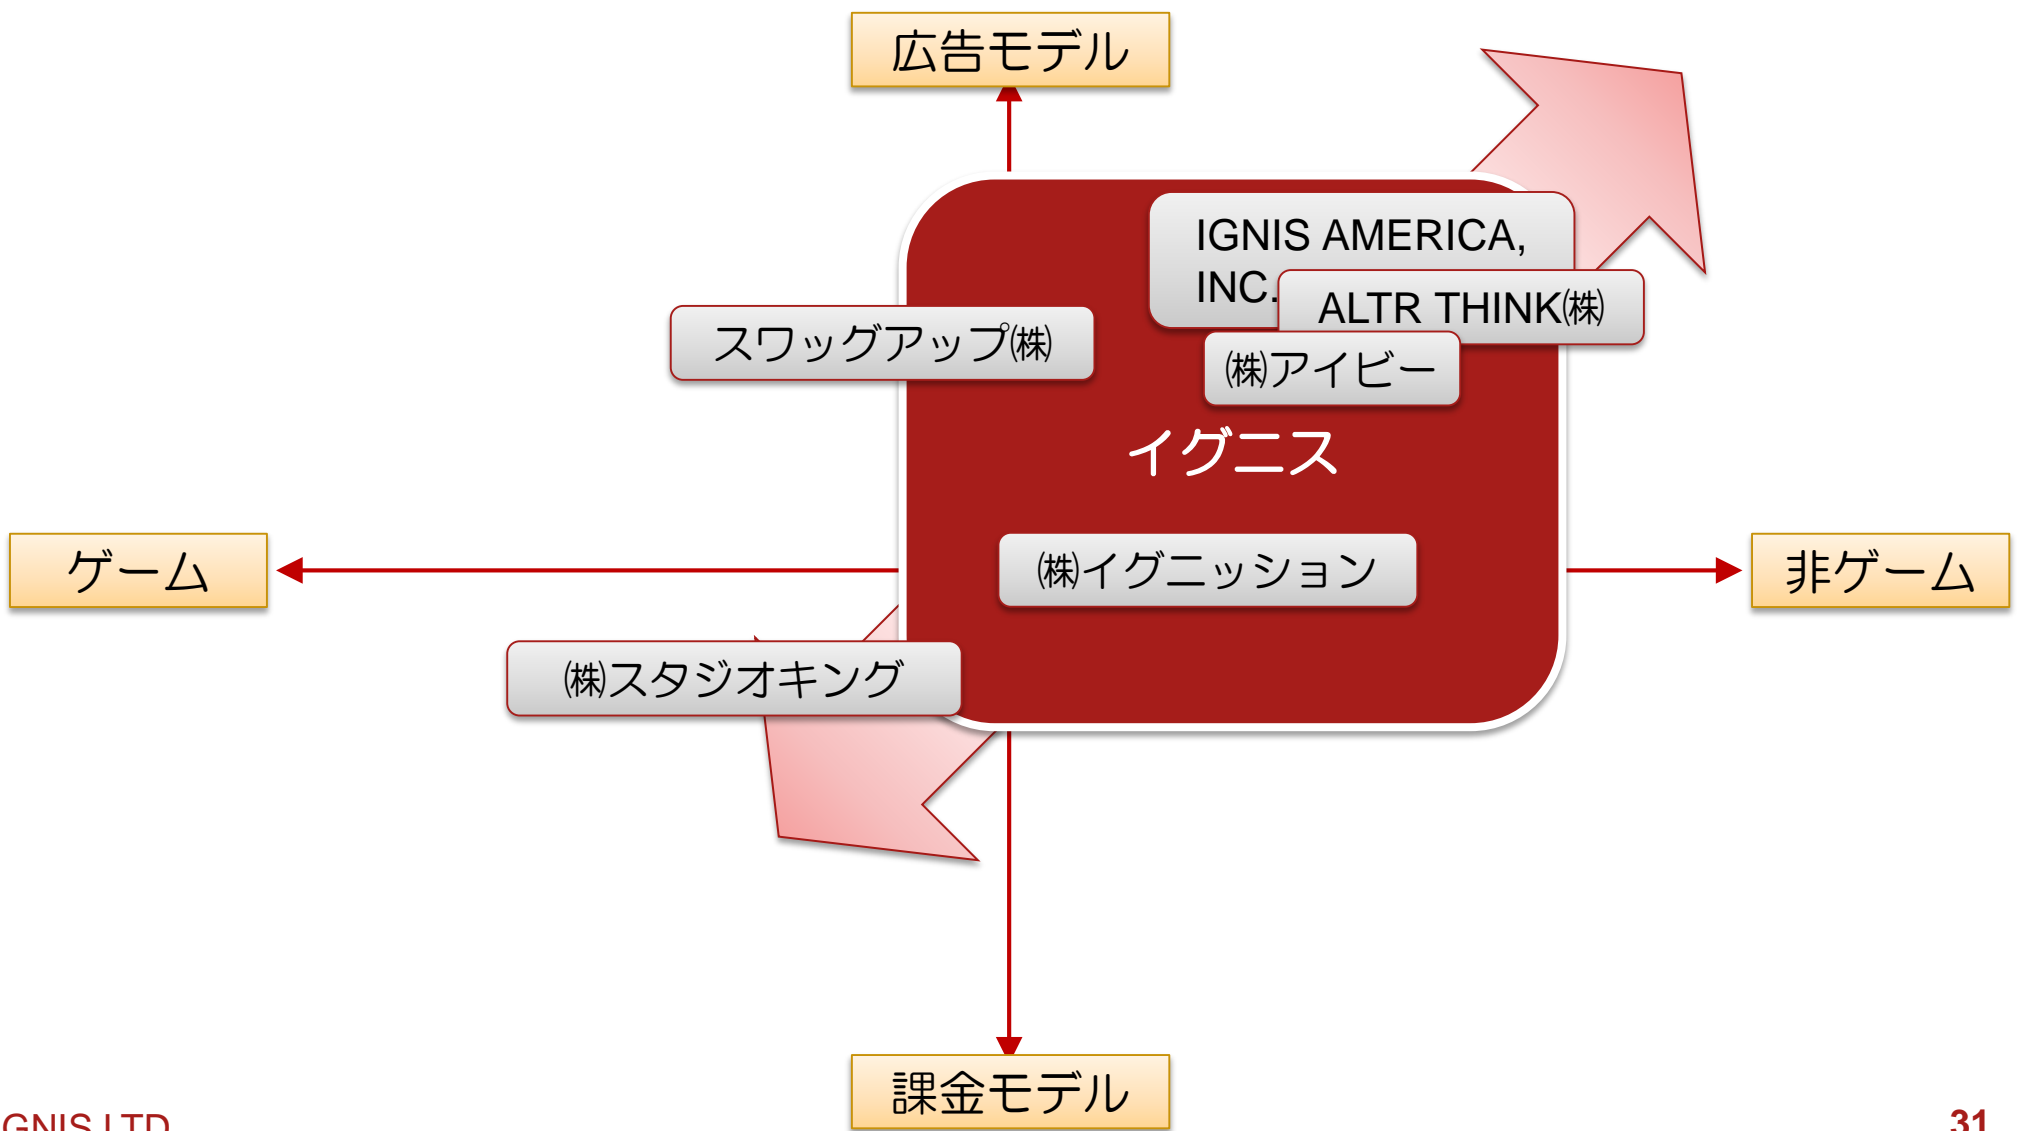 広告モデル
IGNIS AMERICA,
INC.
ALTR THINK㈱
スワッグアップ㈱
㈱アイビー
イグニス
ゲーム
㈱イグニッション
非ゲーム
㈱スタジオキング
課金モデル
GNIS LTD
31